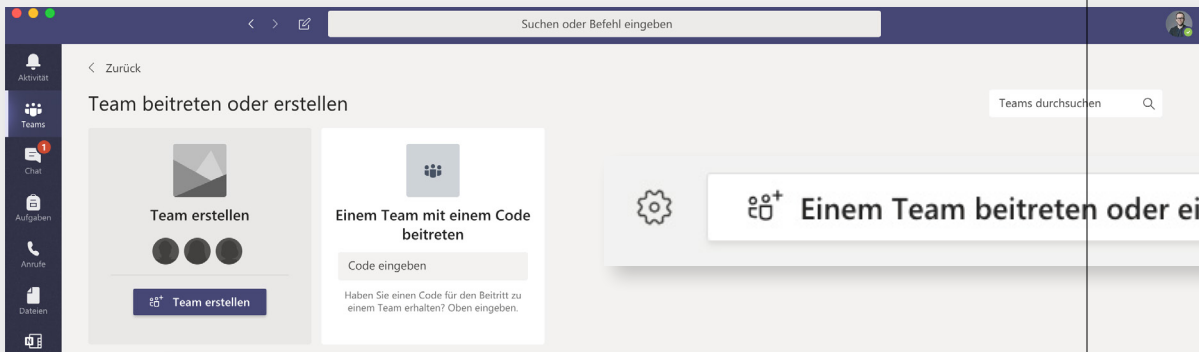 Suchen oder Befehl eingeben
Aktivität
Teams
1
Chat
Aufgaben
Anrufe
Dateien
Zurück
Team beitreten oder erstellen
Teams durchsuchen
Team erstellen
Team erstellen
Einem Team mit einem Code
beitreten
Code eingeben
Haben Sie einen Code für den Beitritt zu
einem Team erhalten? Oben eingeben.
Einem Team beitreten oder ei